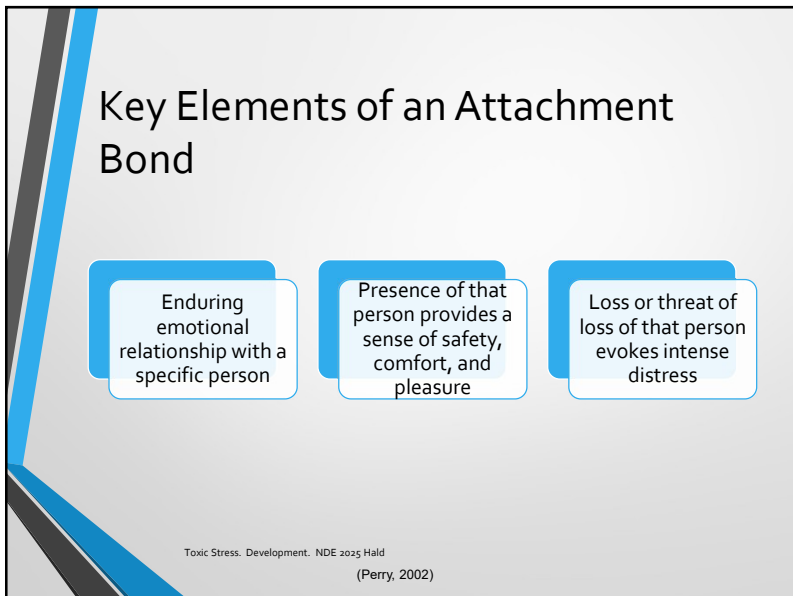 Key Elements of an Attachment
Bond
Enduring
emotional
relationship with a
specific person
Presence of that
person provides a
sense of safety,
comfort, and
pleasure
Loss or threat of
loss of that person
evokes intense
distress
Toxic Stress. Development. NDE 2025 Hald
(Perry, 2002)